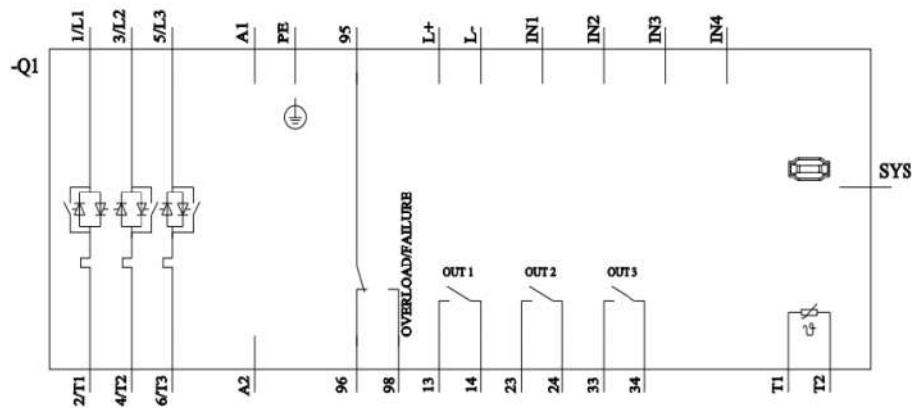 1/L1
3/L2
5/L3
A1
PE
95
L+
L-
IN1
IN2
IN3
IN4
-Q1
SYS
OVERLOAD/FAILURE
OUT 1
OUT 2
OUT 3
ϑ
2/T1
4/T2
6/T3
A2
96
98
13
14
23
24
33
34
T1
T2